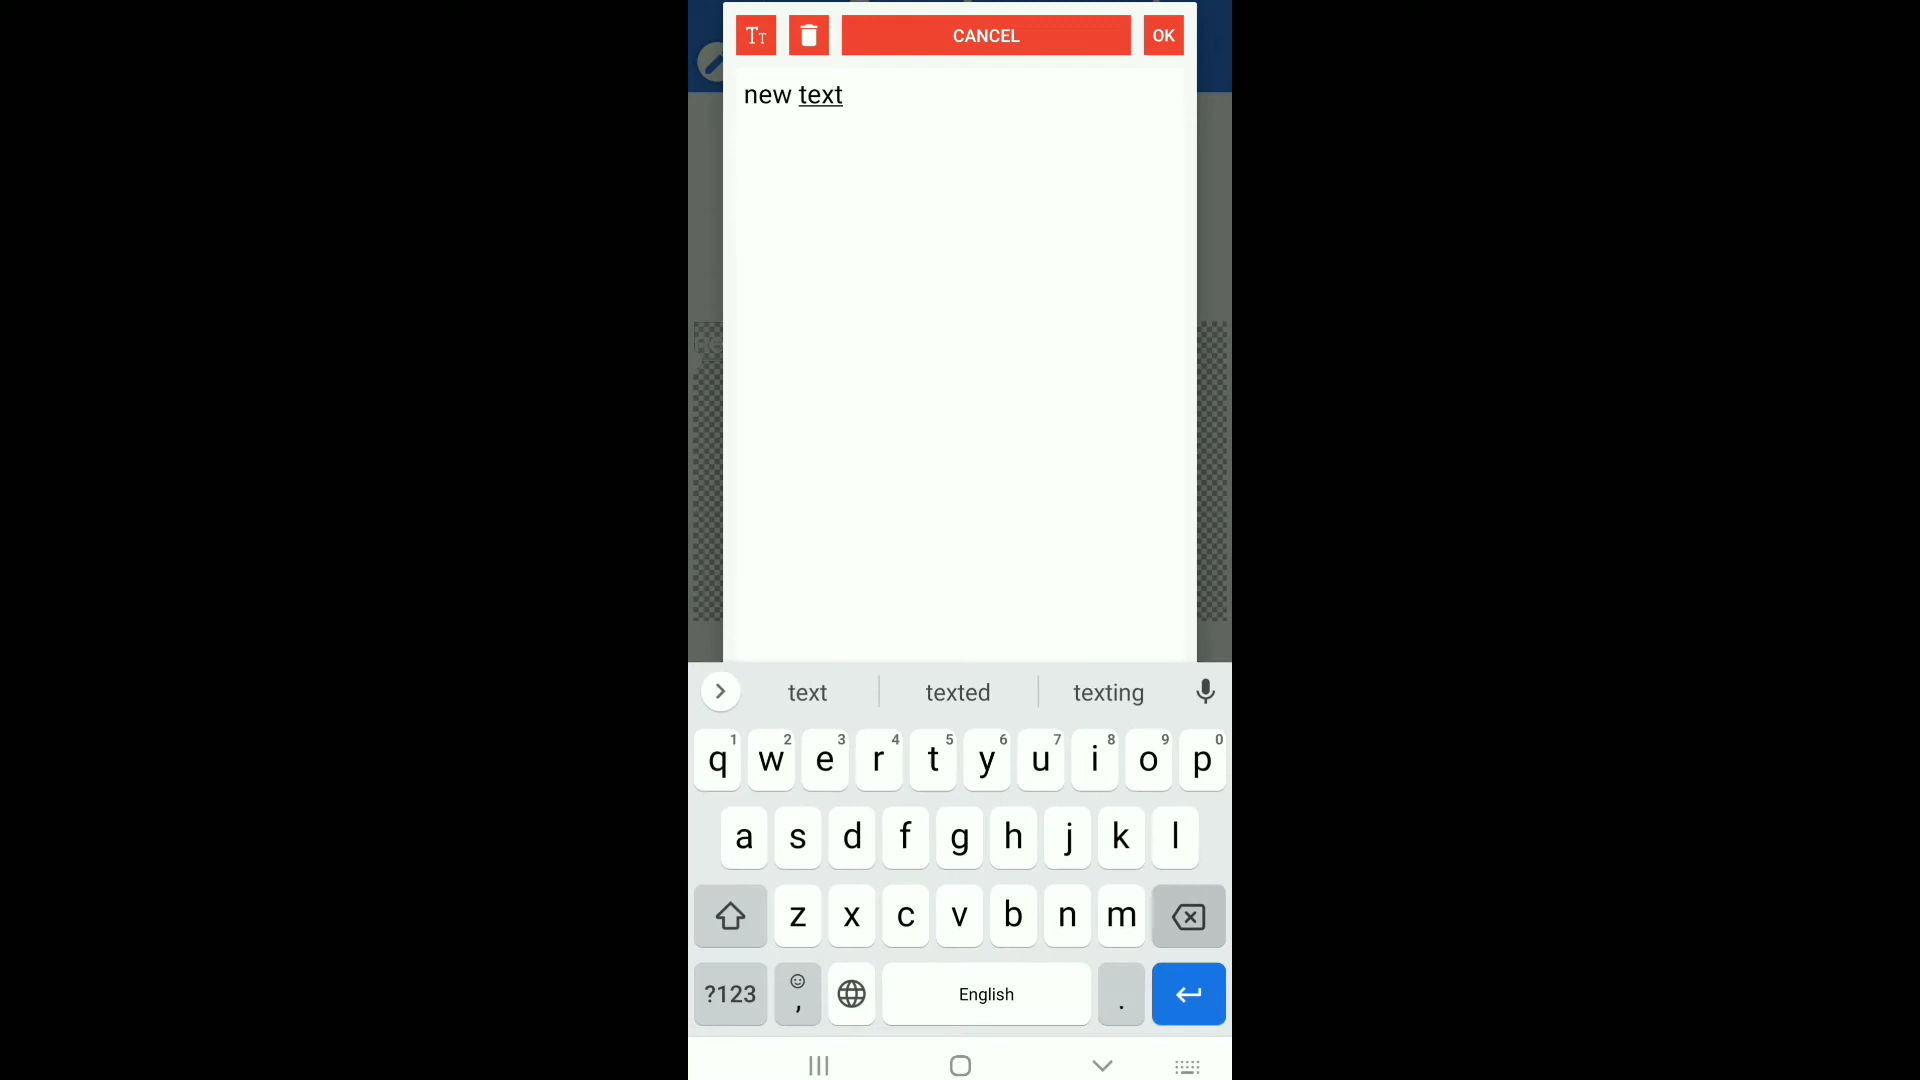 Tт CANCEL OK
new text
text texted texting
1 2 3 4 5 6 7 8 9 0
q w e r t y u i o p
a s d f g h j k l
z x c v b n m
?123 , English .